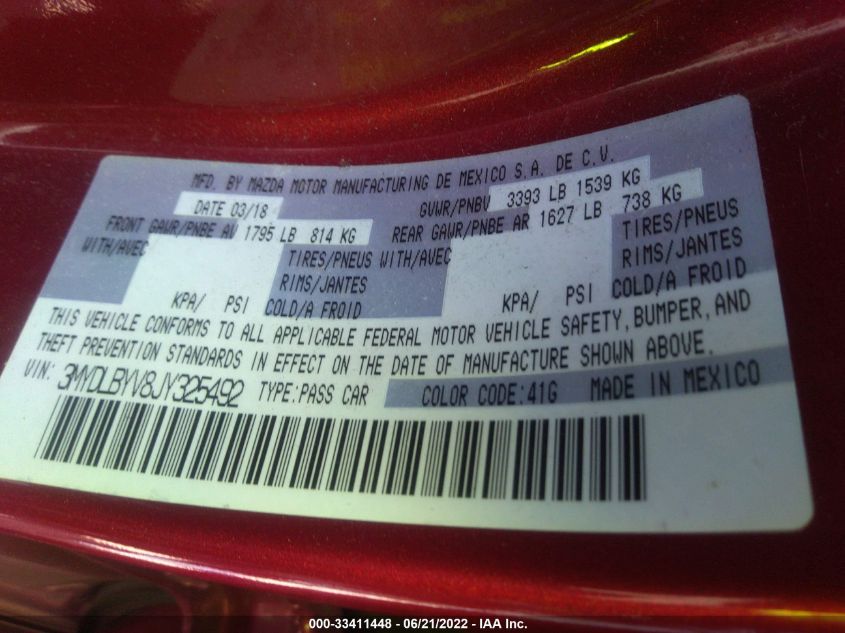 MFD. BY MAZDA MOTOR MANUFACTURING DE MEXICO S.A. DE C.V.
DATE 03/18 GVWR/PNBV 3393 LB 1539 KG
FRONT GAWR/PNBE AV 1795 LB 814 KG REAR GAWR/PNBE AR 1627 LB 738 KG
WITH/AVEC TIRES/PNEUS WITH/AVEC TIRES/PNEUS
RIMS/JANTES RIMS/JANTES
KPA/ PSI COLD/A FROID KPA/ PSI COLD/A FROID
THIS VEHICLE CONFORMS TO ALL APPLICABLE FEDERAL MOTOR VEHICLE SAFETY, BUMPER, AND
THEFT PREVENTION STANDARDS IN EFFECT ON THE DATE OF MANUFACTURE SHOWN ABOVE.
VIN: 3MYDLBYV8JY325492 TYPE:PASS CAR COLOR CODE:41G MADE IN MEXICO
000-33411448 - 06/21/2022 - IAA Inc.